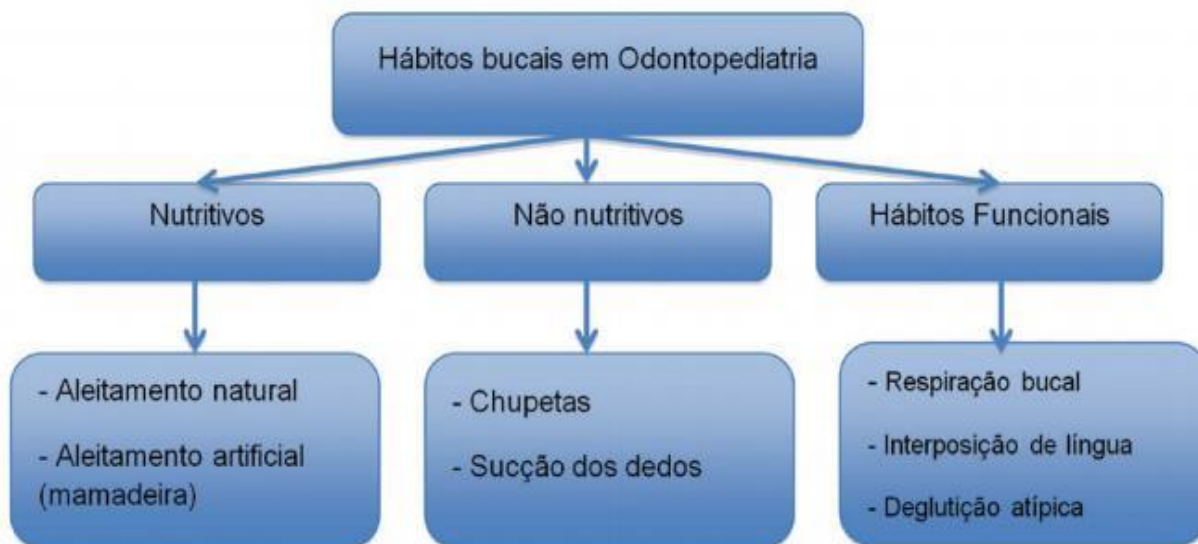 Hábitos bucais em Odontopediatria
Nutritivos
Não nutritivos
Hábitos Funcionais
- Aleitamento natural
- Aleitamento artificial
(mamadeira)
- Chupetas
- Sucção dos dedos
- Respiração bucal
- Interposição de língua
- Deglutição atípica